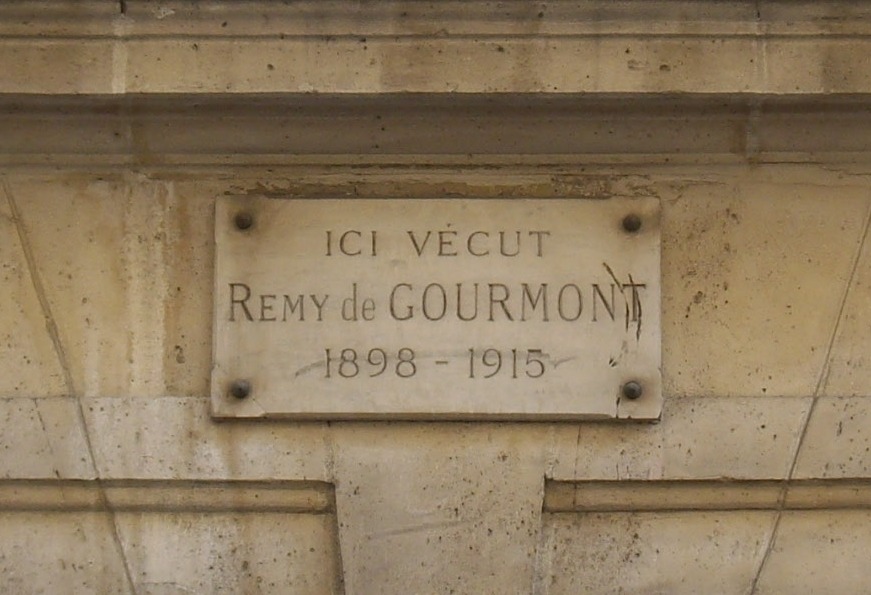 ICI VÉCUT
REMY de GOURMONT
1898 - 1915